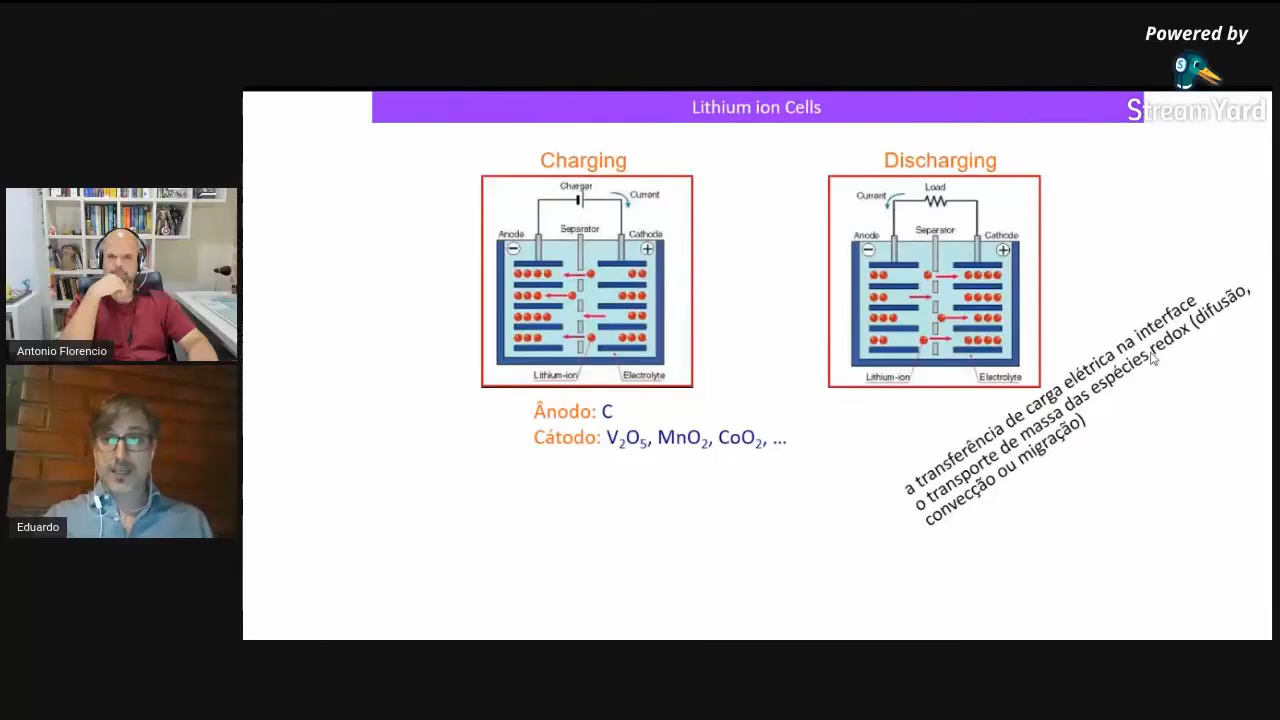 Powered by
StreamYard
Lithium ion Cells
Charging
Discharging
Charger
Current
Anode
Separator
Cathode
Lithium-ion
Electrolyte
Load
Current
Anode
Separator
Cathode
Lithium-ion
Electrolyte
Ânodo: C
Cátodo: V₂O₅, MnO₂, CoO₂, ...
a transferência de carga elétrica na interface
o transporte de massa das espécies redox (difusão,
convecção ou migração)
Antonio Florencio
Eduardo